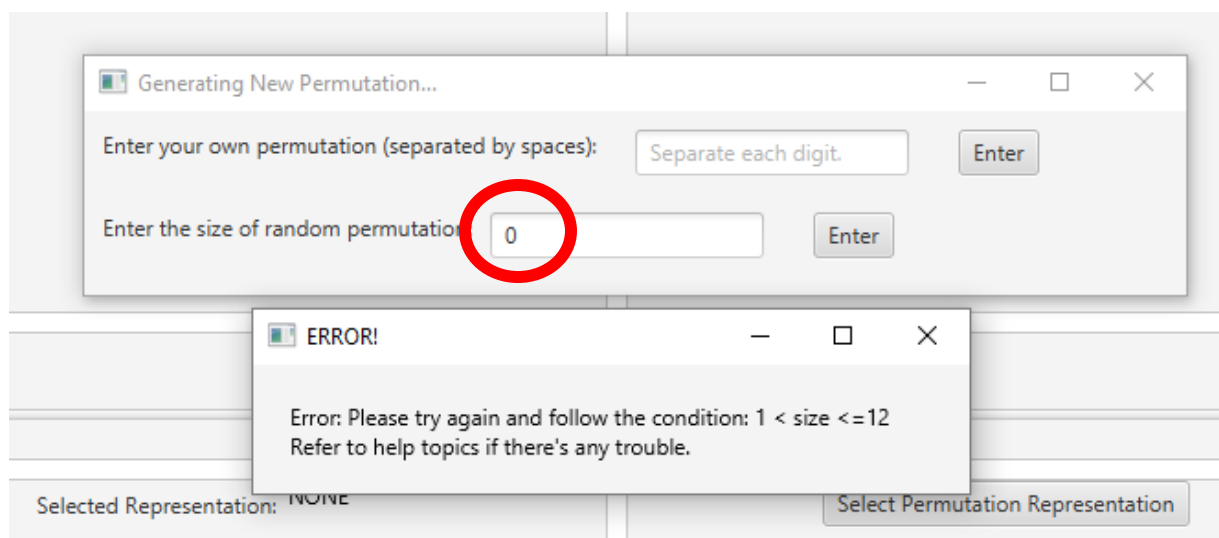 Generating New Permutation...
Enter your own permutation (separated by spaces): Separate each digit. Enter
Enter the size of random permutation 0 Enter
ERROR!
Error: Please try again and follow the condition: 1 < size <=12
Refer to help topics if there's any trouble.
Selected Representation: NONE Select Permutation Representation